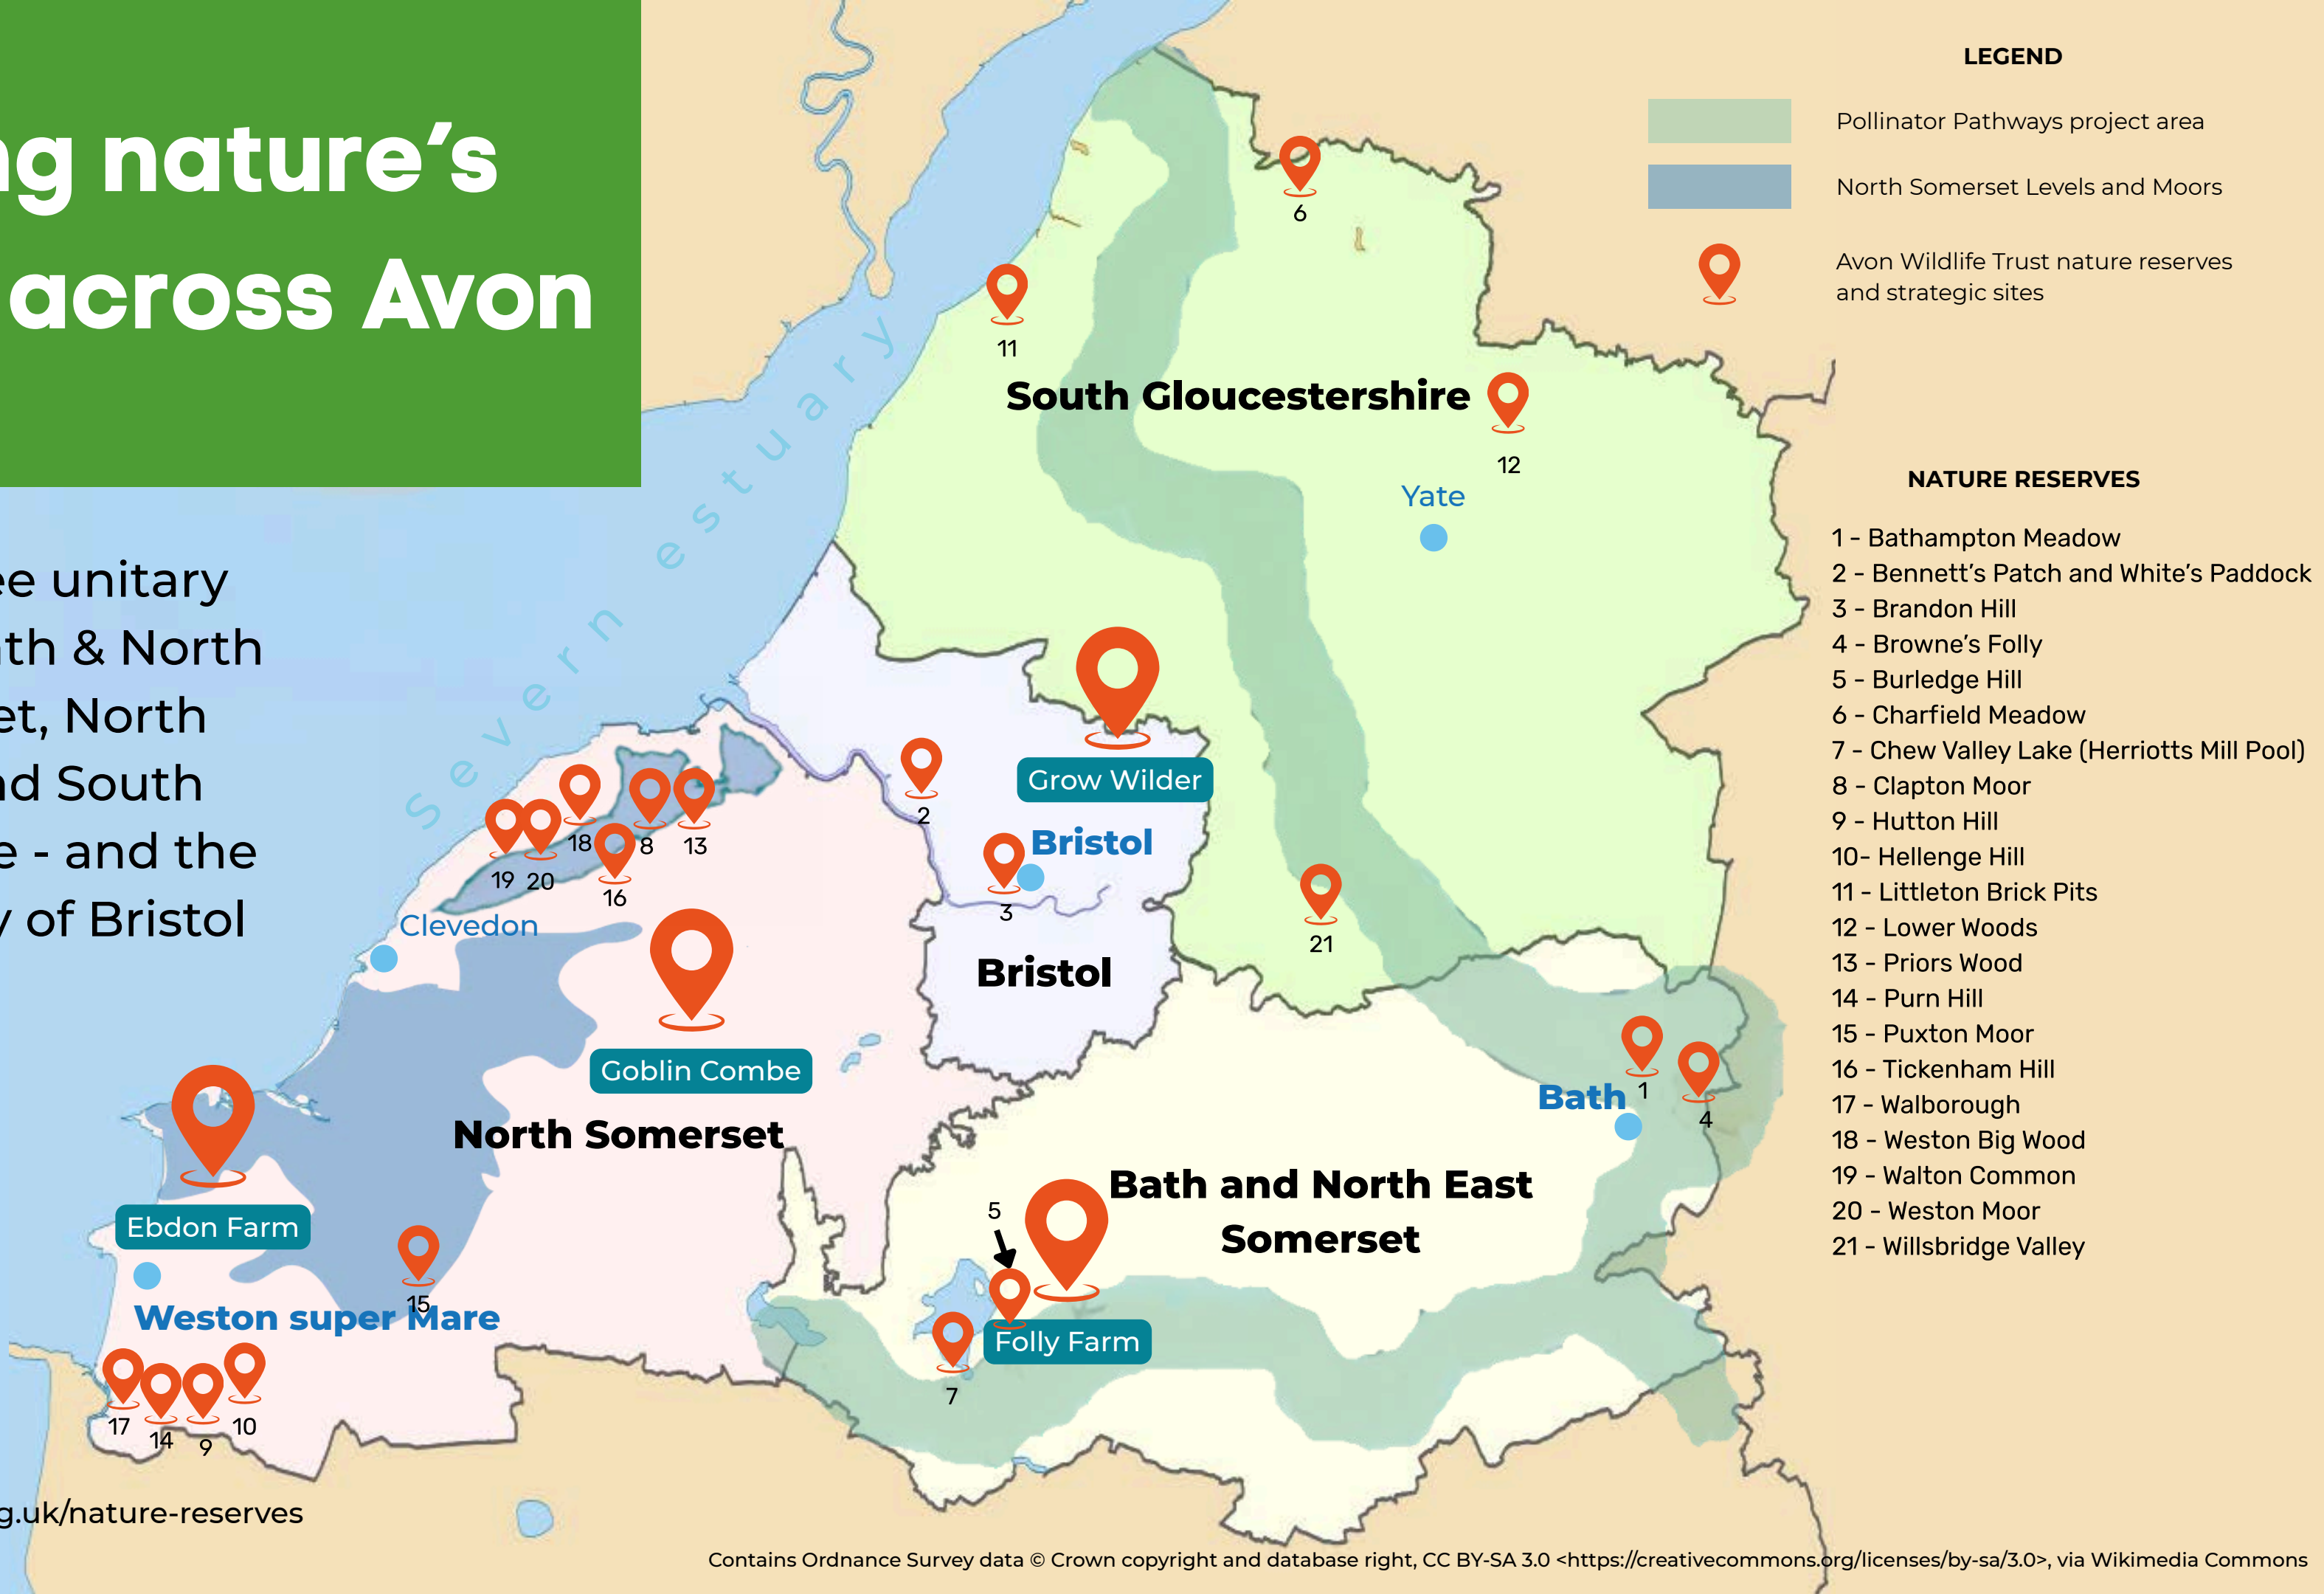 ng nature's
across Avon
ee unitary
ath & North
et, North
nd South
e - and the
y of Bristol
g.uk/nature-reserves
Severn estuary
LEGEND
Pollinator Pathways project area
North Somerset Levels and Moors
Avon Wildlife Trust nature reserves
and strategic sites
6
11
South Gloucestershire
12
Yate
Grow Wilder
2
Bristol
3
Bristol
21
18
8
13
19
20
16
Clevedon
Goblin Combe
North Somerset
Ebdon Farm
15
Weston super Mare
17
14
9
10
Bath
1
4
Bath and North East
Somerset
5
Folly Farm
7
NATURE RESERVES
1 - Bathampton Meadow
2 - Bennett's Patch and White's Paddock
3 - Brandon Hill
4 - Browne's Folly
5 - Burledge Hill
6 - Charfield Meadow
7 - Chew Valley Lake (Herriotts Mill Pool)
8 - Clapton Moor
9 - Hutton Hill
10- Hellenge Hill
11 - Littleton Brick Pits
12 - Lower Woods
13 - Priors Wood
14 - Purn Hill
15 - Puxton Moor
16 - Tickenham Hill
17 - Walborough
18 - Weston Big Wood
19 - Walton Common
20 - Weston Moor
21 - Willsbridge Valley
Contains Ordnance Survey data © Crown copyright and database right, CC BY-SA 3.0 <https://creativecommons.org/licenses/by-sa/3.0>, via Wikimedia Commons